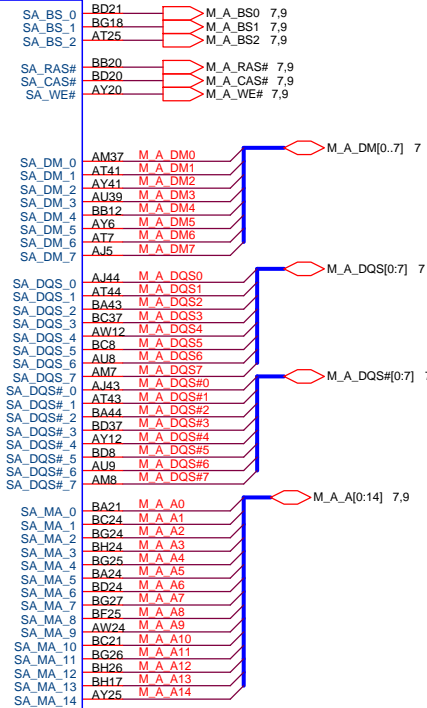 SA_BS_0 BD21 M_A_BS0 7,9
SA_BS_1 BG18 M_A_BS1 7,9
SA_BS_2 AT25 M_A_BS2 7,9
SA_RAS# BB20 M_A_RAS# 7,9
SA_CAS# BD20 M_A_CAS# 7,9
SA_WE# AY20 M_A_WE# 7,9
M_A_DM[0..7] 7
SA_DM_0 AM37 M_A_DM0
SA_DM_1 AT41 M_A_DM1
SA_DM_2 AY41 M_A_DM2
SA_DM_3 AU39 M_A_DM3
SA_DM_4 BB12 M_A_DM4
SA_DM_5 AY6 M_A_DM5
SA_DM_6 AT7 M_A_DM6
SA_DM_7 AJ5 M_A_DM7
M_A_DQS[0:7] 7
SA_DQS_0 AJ44 M_A_DQS0
SA_DQS_1 AT44 M_A_DQS1
SA_DQS_2 BA43 M_A_DQS2
SA_DQS_3 BC37 M_A_DQS3
SA_DQS_4 AW12 M_A_DQS4
SA_DQS_5 BC8 M_A_DQS5
SA_DQS_6 AU8 M_A_DQS6
SA_DQS_7 AM7 M_A_DQS7
M_A_DQS#[0:7]
SA_DQS#_0 AJ43 M_A_DQS#0
SA_DQS#_1 AT43 M_A_DQS#1
SA_DQS#_2 BA44 M_A_DQS#2
SA_DQS#_3 BD37 M_A_DQS#3
SA_DQS#_4 AY12 M_A_DQS#4
SA_DQS#_5 BD8 M_A_DQS#5
SA_DQS#_6 AU9 M_A_DQS#6
SA_DQS#_7 AM8 M_A_DQS#7
M_A_A[0:14] 7,9
SA_MA_0 BA21 M_A_A0
SA_MA_1 BC24 M_A_A1
SA_MA_2 BG24 M_A_A2
SA_MA_3 BH24 M_A_A3
SA_MA_4 BG25 M_A_A4
SA_MA_5 BA24 M_A_A5
SA_MA_6 BD24 M_A_A6
SA_MA_7 BG27 M_A_A7
SA_MA_8 BF25 M_A_A8
SA_MA_9 AW24 M_A_A9
SA_MA_10 BC21 M_A_A10
SA_MA_11 BG26 M_A_A11
SA_MA_12 BH26 M_A_A12
SA_MA_13 BH17 M_A_A13
SA_MA_14 AY25 M_A_A14